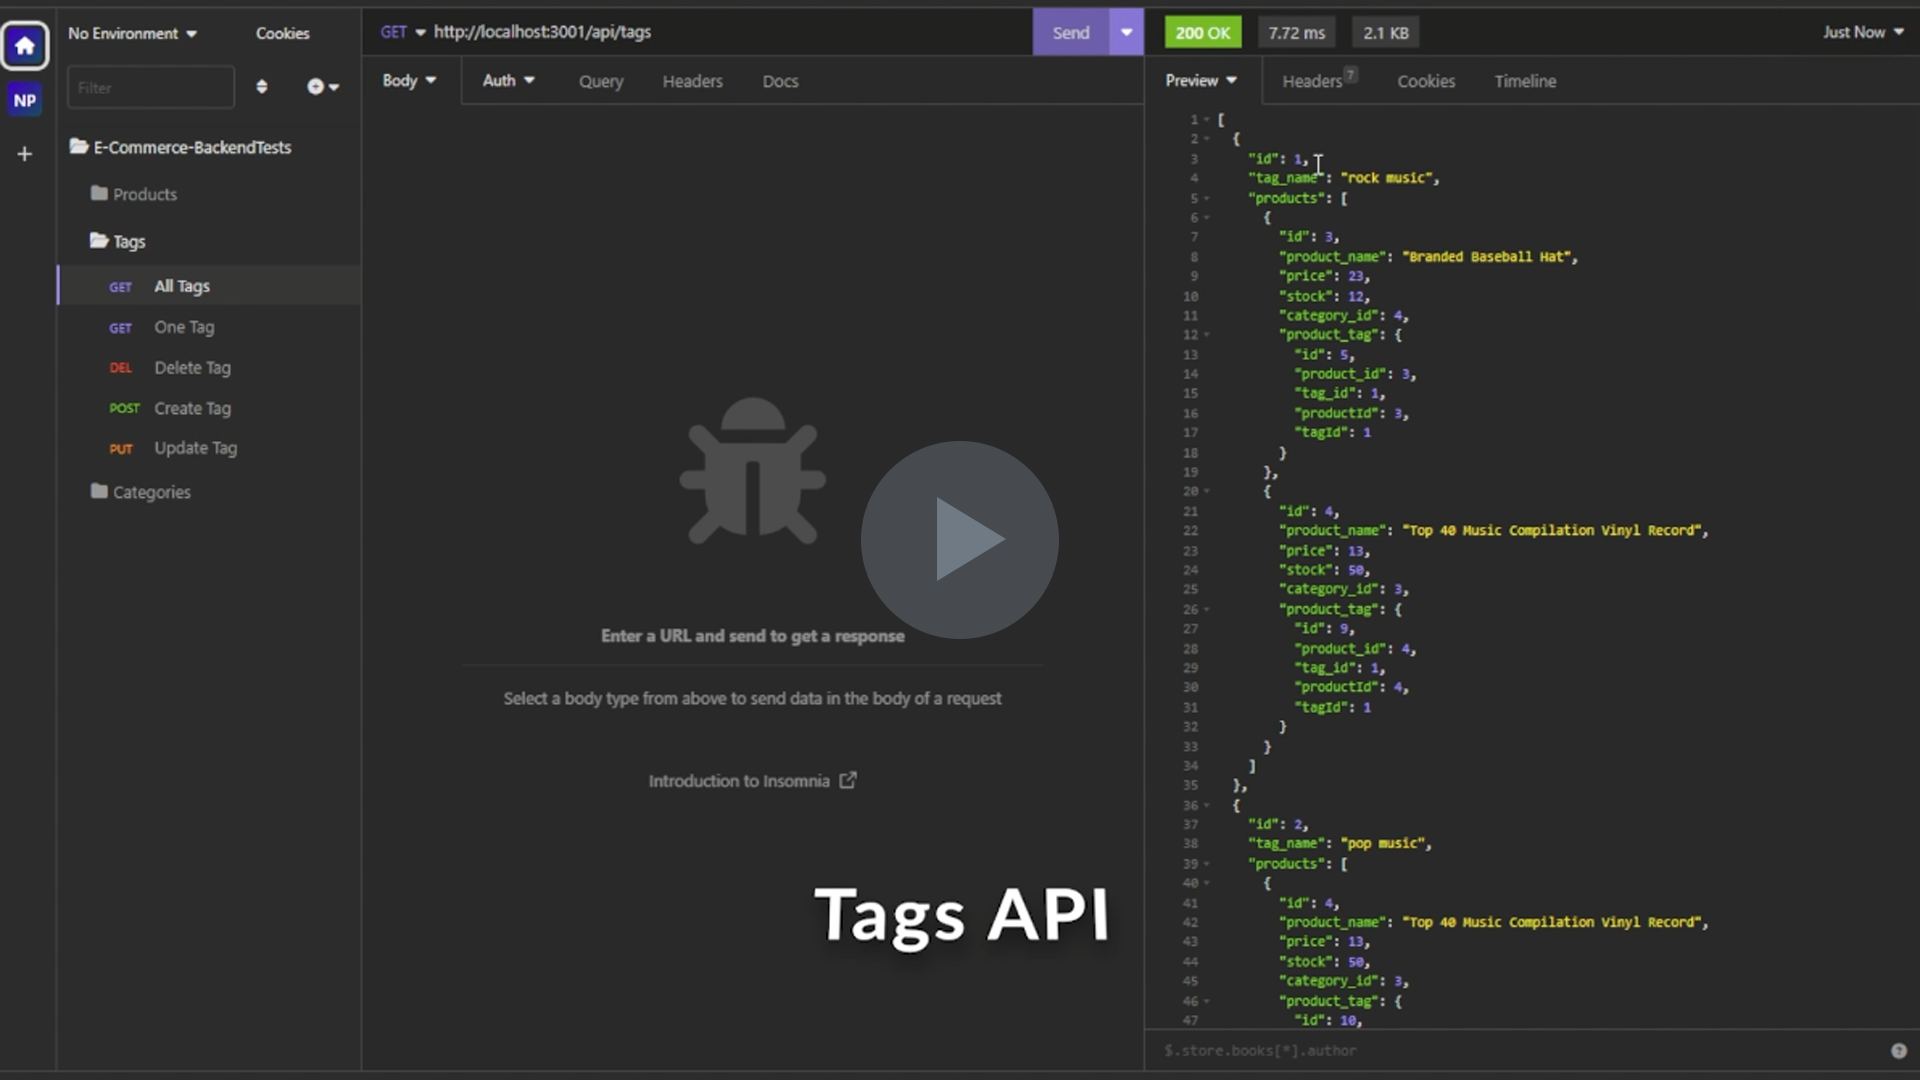 No Environment
Cookies
GET http://localhost:3001/api/tags
Send
200 OK
7.72 ms
2.1 KB
Just Now
NP
Filter
Body
Auth
Query
Headers
Docs
Preview
Headers 7
Cookies
Timeline
E-Commerce-BackendTests
Products
Tags
GET All Tags
GET One Tag
DEL Delete Tag
POST Create Tag
PUT Update Tag
Categories
Enter a URL and send to get a response
Select a body type from above to send data in the body of a request
Introduction to Insomnia
Tags API
1 [
2 {
3 "id": 1,
4 "tag_name": "rock music",
5 "products": [
6 {
7 "id": 3,
8 "product_name": "Branded Baseball Hat",
9 "price": 23,
10 "stock": 12,
11 "category_id": 4,
12 "product_tag": {
13 "id": 5,
14 "product_id": 3,
15 "tag_id": 1,
16 "productId": 3,
17 "tagId": 1
18 }
19 },
20 {
21 "id": 4,
22 "product_name": "Top 40 Music Compilation Vinyl Record",
23 "price": 13,
24 "stock": 50,
25 "category_id": 3,
26 "product_tag": {
27 "id": 9,
28 "product_id": 4,
29 "tag_id": 1,
30 "productId": 4,
31 "tagId": 1
32 }
33 }
34 ]
35 },
36 {
37 "id": 2,
38 "tag_name": "pop music",
39 "products": [
40 {
41 "id": 4,
42 "product_name": "Top 40 Music Compilation Vinyl Record",
43 "price": 13,
44 "stock": 50,
45 "category_id": 3,
46 "product_tag": {
47 "id": 10,
$.store.books[*].author